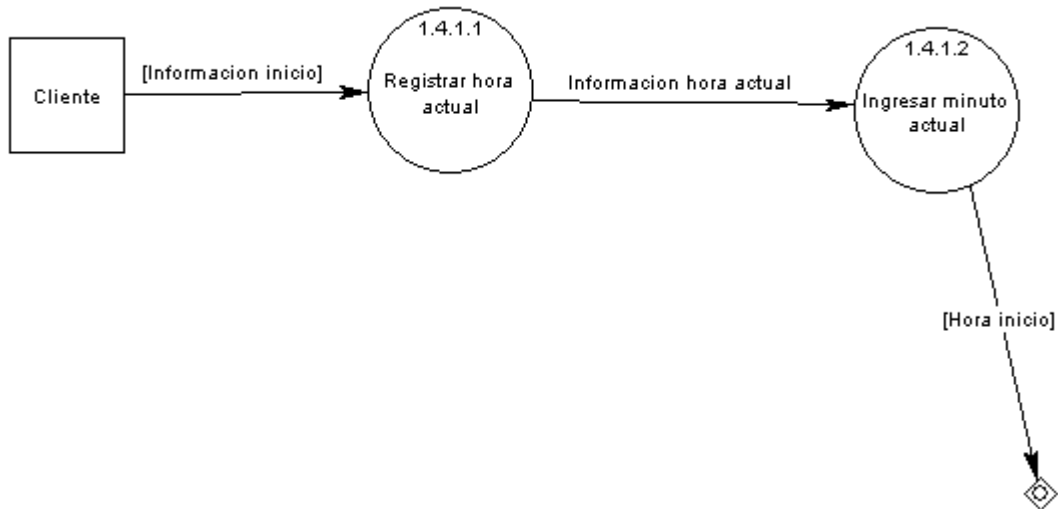 Cliente
[Informacion inicio]
1.4.1.1
Registrar hora
actual
Informacion hora actual
1.4.1.2
Ingresar minuto
actual
[Hora inicio]